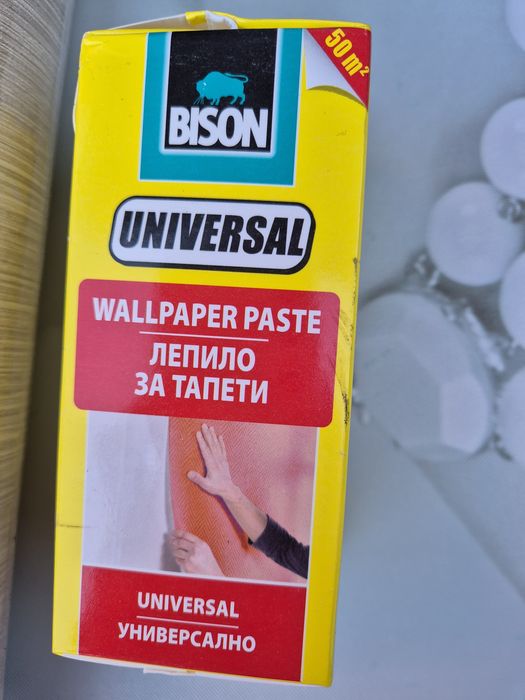 50 m²
BISON
UNIVERSAL
WALLPAPER PASTE
ЛЕПИЛО
ЗА ТАПЕТИ
UNIVERSAL
УНИВЕРСАЛНО